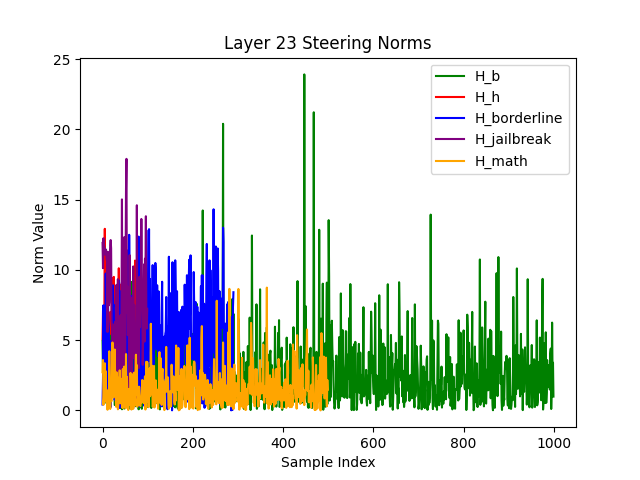 Layer 23 Steering Norms
25
20
15
10
5
0
Norm Value
0
200
400
600
800
1000
Sample Index
H_b
H_h
H_borderline
H_jailbreak
H_math